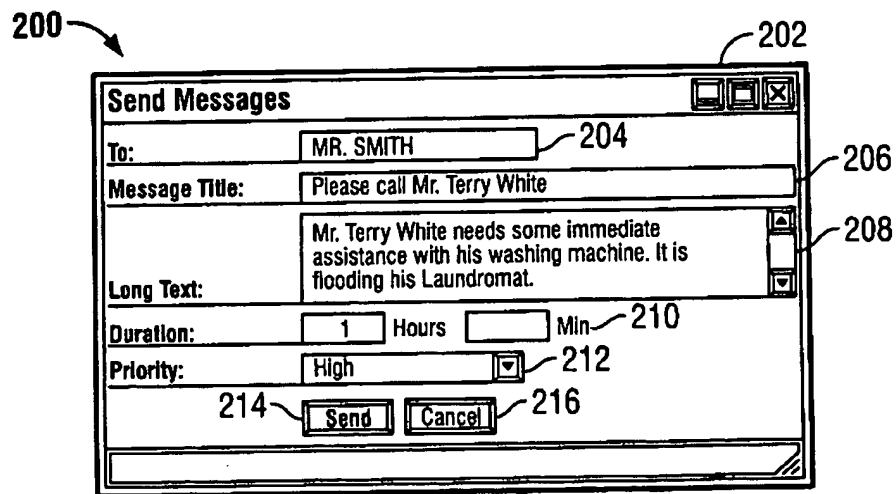 200
202
Send Messages
To: MR. SMITH 204
Message Title: Please call Mr. Terry White 206
Mr. Terry White needs some immediate
assistance with his washing machine. It is
flooding his Laundromat.
208
Long Text:
Duration: 1 Hours Min 210
Priority: High 212
214 Send Cancel 216